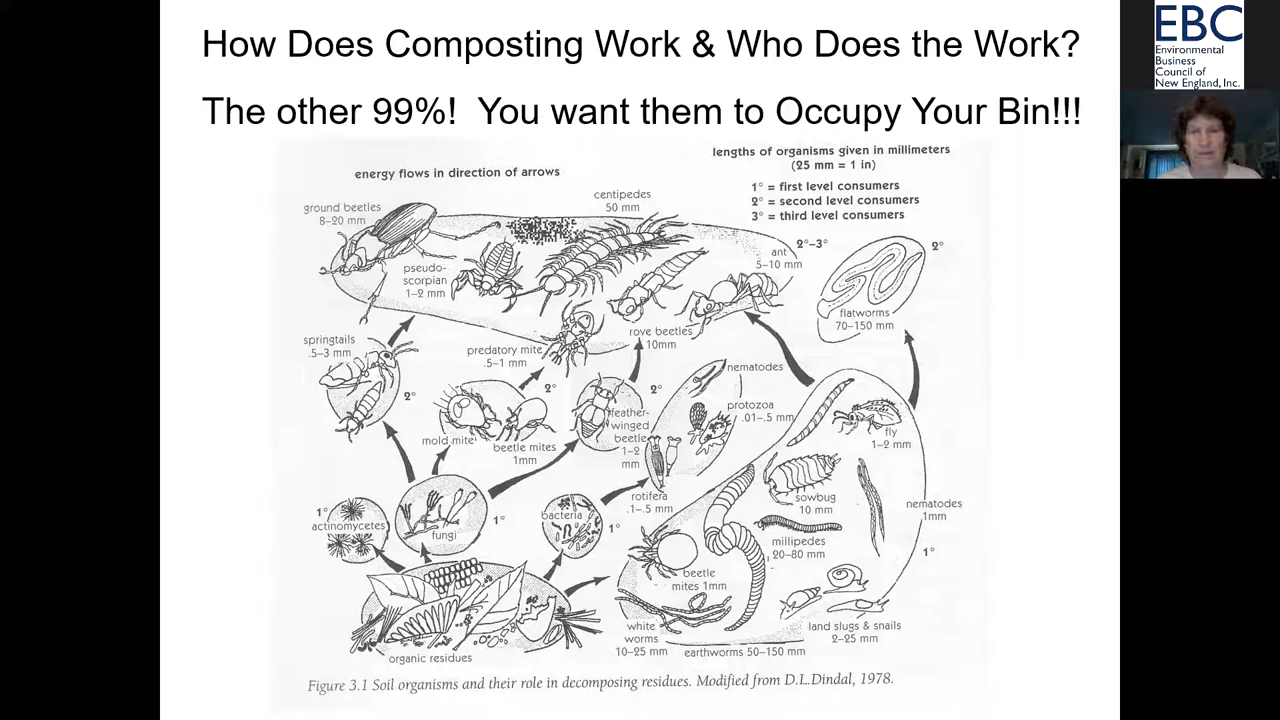 How Does Composting Work & Who Does the Work?
The other 99%! You want them to Occupy Your Bin!!!
EBC
Environmental
Business
Council of
New England, Inc.
lengths of organisms given in millimeters
(25 mm = 1 in)
energy flows in direction of arrows
1° = first level consumers
2° = second level consumers
3° = third level consumers
centipedes
50 mm
ground beetles
8–20 mm
pseudo-
scorpian
1–2 mm
ant
5–10 mm
2°–3°
2°
flatworms
70–150 mm
rove beetles
10mm
springtails
.5–3 mm
2°
predatory mite
.5–1 mm
2°
mold mite
beetle mites
1mm
2°
feather-
winged
beetle
1–2
mm
nematodes
protozoa
.01–.5 mm
rotifera
.1–.5 mm
fly
1–2 mm
sowbug
10 mm
nematodes
1mm
millipedes
20–80 mm
1°
1°
actinomycetes
fungi
1°
bacteria
1°
beetle
mites 1mm
white
worms
10–25 mm
earthworms 50–150 mm
land slugs & snails
2–25 mm
organic residues
Figure 3.1 Soil organisms and their role in decomposing residues. Modified from D.L.Dindal, 1978.